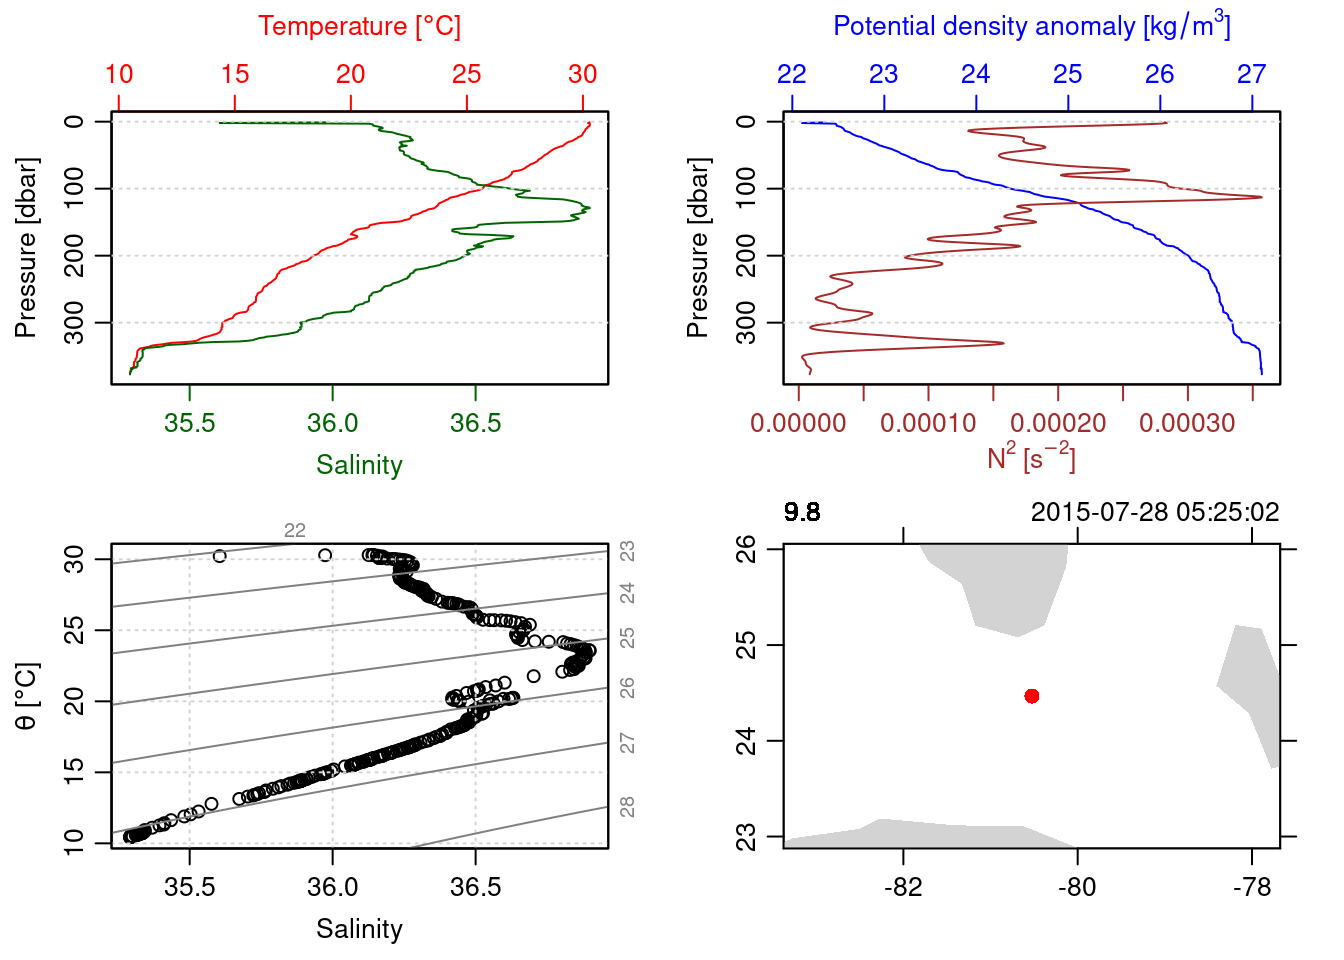 Temperature [°C]
10 15 20 25 30
Pressure [dbar]
0 100 200 300
35.5 36.0 36.5
Salinity
Potential density anomaly [kg/m³]
22 23 24 25 26 27
Pressure [dbar]
0 100 200 300
0.00000 0.00010 0.00020 0.00030
N² [s⁻²]
22
23
24
25
26
27
28
θ [°C]
10 15 20 25 30
35.5 36.0 36.5
Salinity
9.8 2015-07-28 05:25:02
23 24 25 26
-82 -80 -78